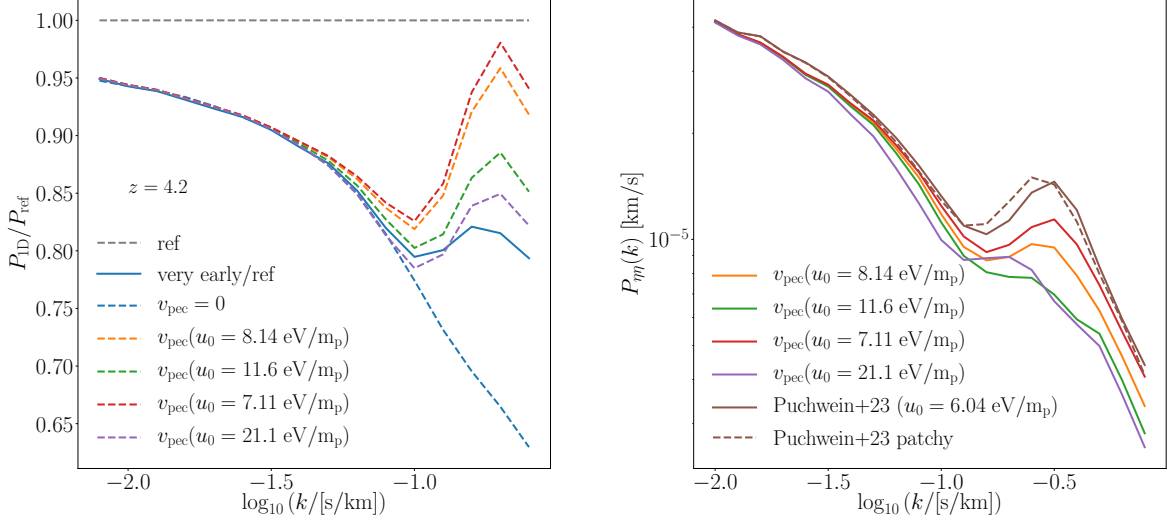 1.00
0.95
0.90
0.85
0.80
0.75
0.70
0.65
P_1D/P_ref
z = 4.2
ref
very early/ref
v_pec = 0
v_pec(u_0 = 8.14 eV/m_p)
v_pec(u_0 = 11.6 eV/m_p)
v_pec(u_0 = 7.11 eV/m_p)
v_pec(u_0 = 21.1 eV/m_p)
−2.0
−1.5
−1.0
log_10(k/[s/km])
P_m(k) [km/s]
10^−5
v_pec(u_0 = 8.14 eV/m_p)
v_pec(u_0 = 11.6 eV/m_p)
v_pec(u_0 = 7.11 eV/m_p)
v_pec(u_0 = 21.1 eV/m_p)
Puchwein+23 (u_0 = 6.04 eV/m_p)
Puchwein+23 patchy
−2.0
−1.5
−1.0
−0.5
log_10(k/[s/km])